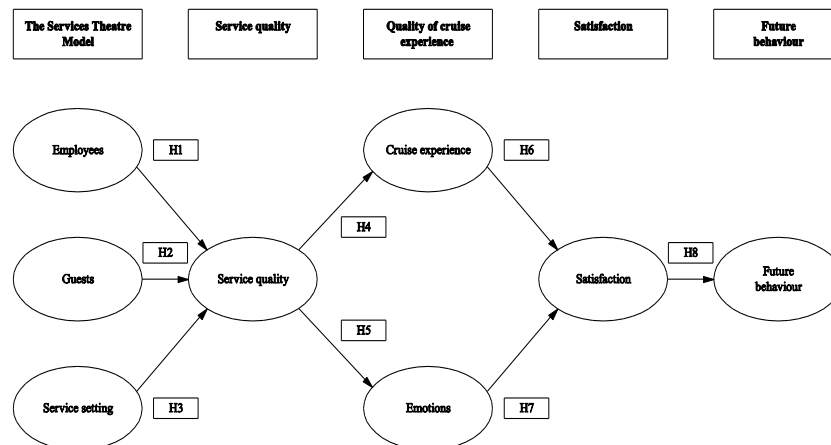 The Services Theatre
Model
Service quality
Quality of cruise
experience
Satisfaction
Future
behaviour
Employees
H1
Cruise experience
H6
H4
Guests
H2
Service quality
Satisfaction
H8
Future
behaviour
H5
Service setting
H3
Emotions
H7